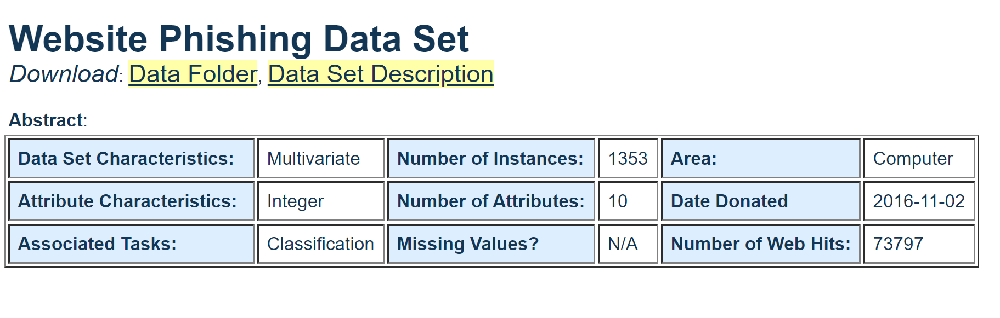 Website Phishing Data Set
Download: Data Folder, Data Set Description
Abstract:
Data Set Characteristics: Multivariate Number of Instances: 1353 Area: Computer
Attribute Characteristics: Integer Number of Attributes: 10 Date Donated 2016-11-02
Associated Tasks: Classification Missing Values? N/A Number of Web Hits: 73797